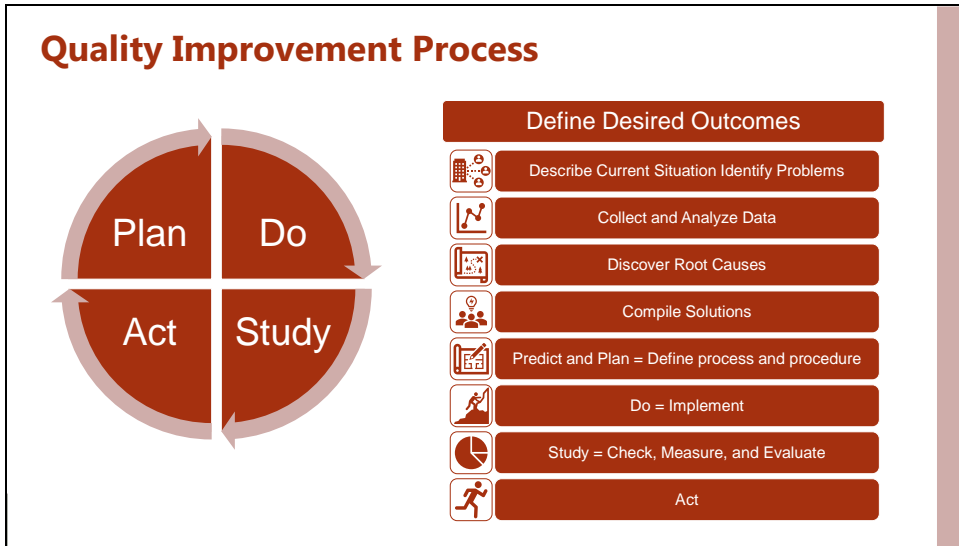 Quality Improvement Process
Plan
Do
Act
Study
Define Desired Outcomes
Describe Current Situation Identify Problems
Collect and Analyze Data
Discover Root Causes
Compile Solutions
Predict and Plan = Define process and procedure
Do = Implement
Study = Check, Measure, and Evaluate
Act